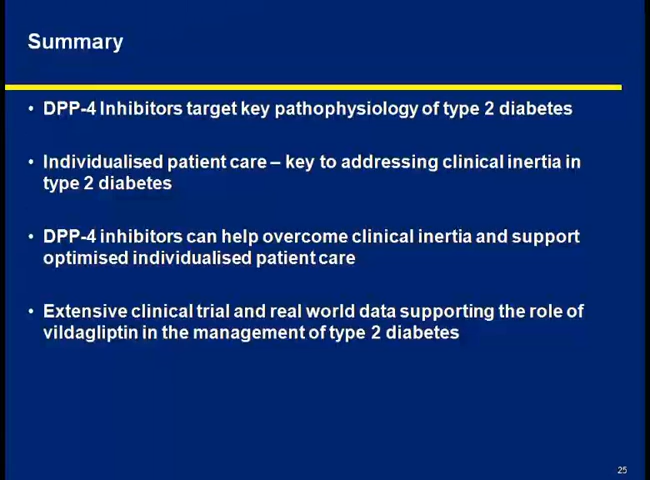 Summary
• DPP-4 Inhibitors target key pathophysiology of type 2 diabetes
• Individualised patient care – key to addressing clinical inertia in
type 2 diabetes
• DPP-4 inhibitors can help overcome clinical inertia and support
optimised individualised patient care
• Extensive clinical trial and real world data supporting the role of
vildagliptin in the management of type 2 diabetes
25